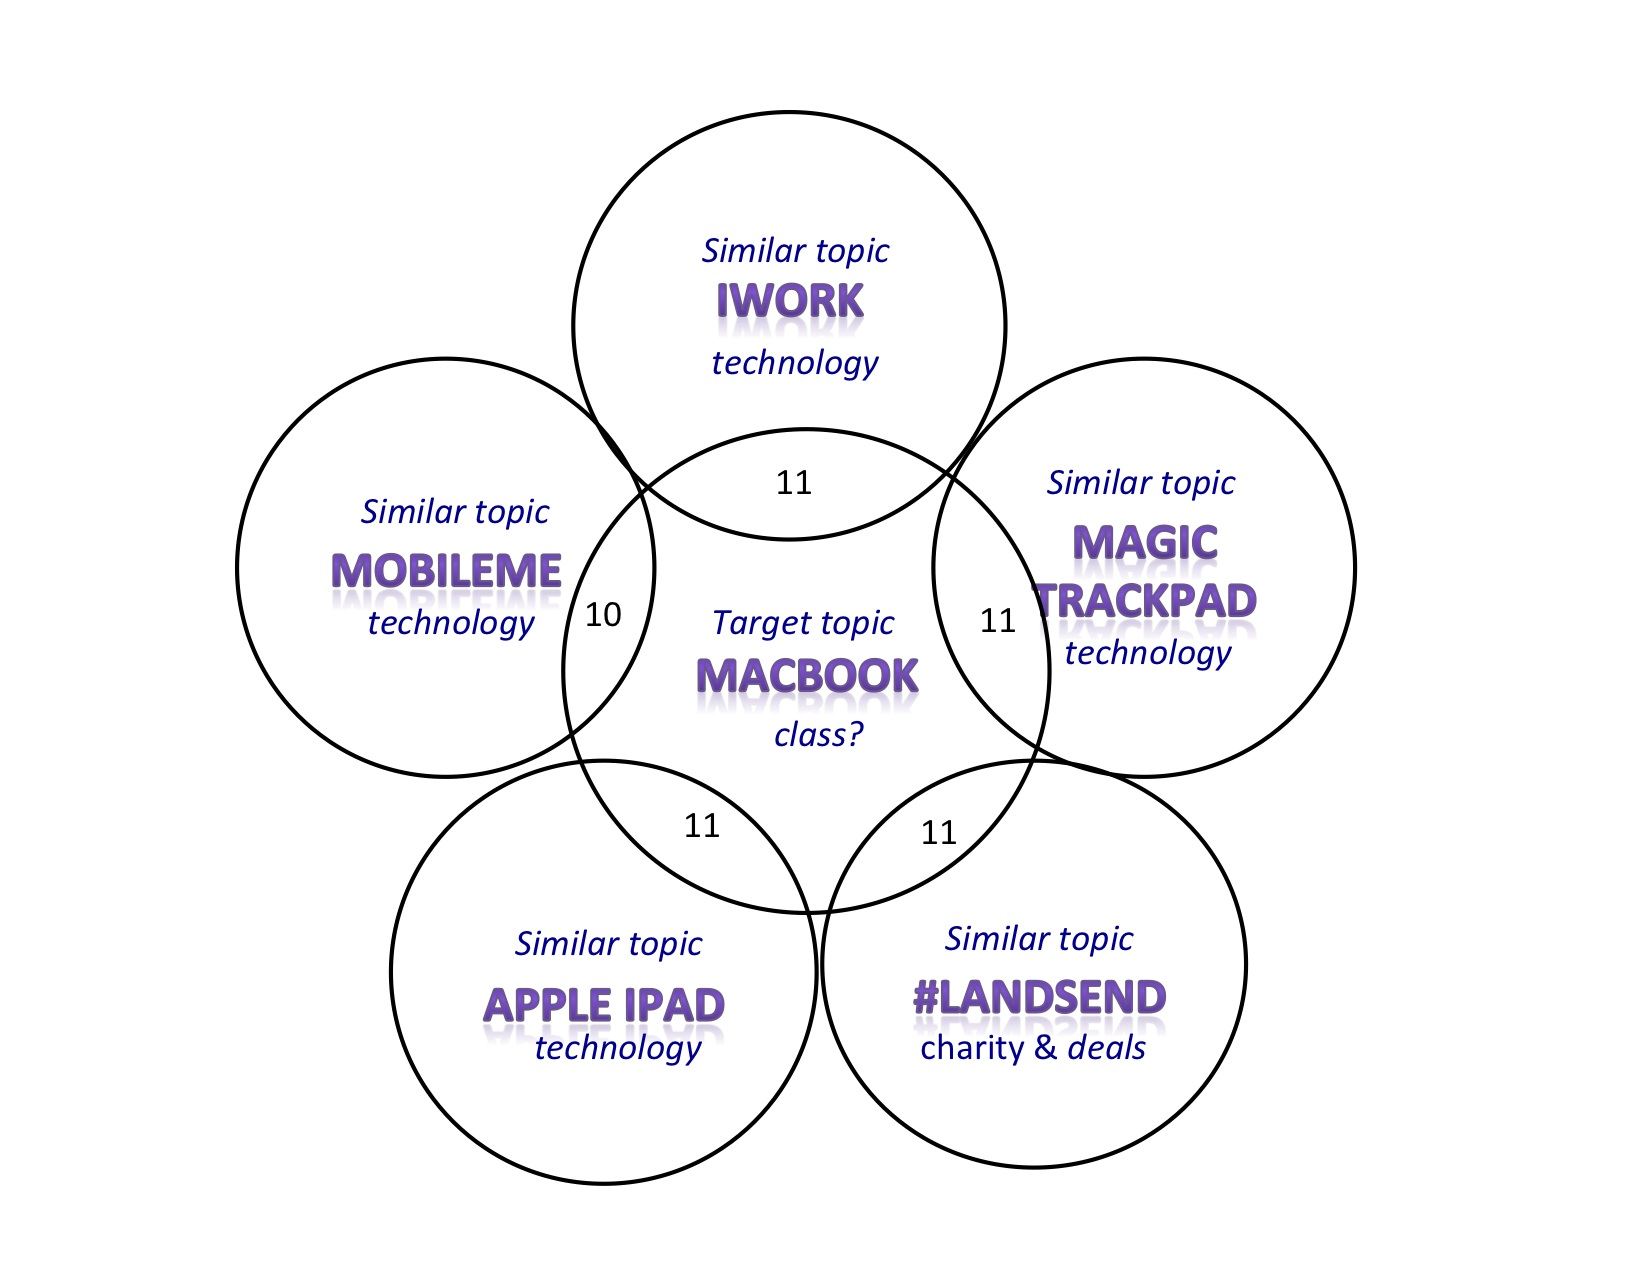 Similar topic
IWORK
technology
11
Similar topic
MOBILEME
technology
10
Target topic
MACBOOK
class?
11
Similar topic
MAGIC
TRACKPAD
technology
11
Similar topic
APPLE IPAD
technology
11
Similar topic
#LANDSEND
charity & deals